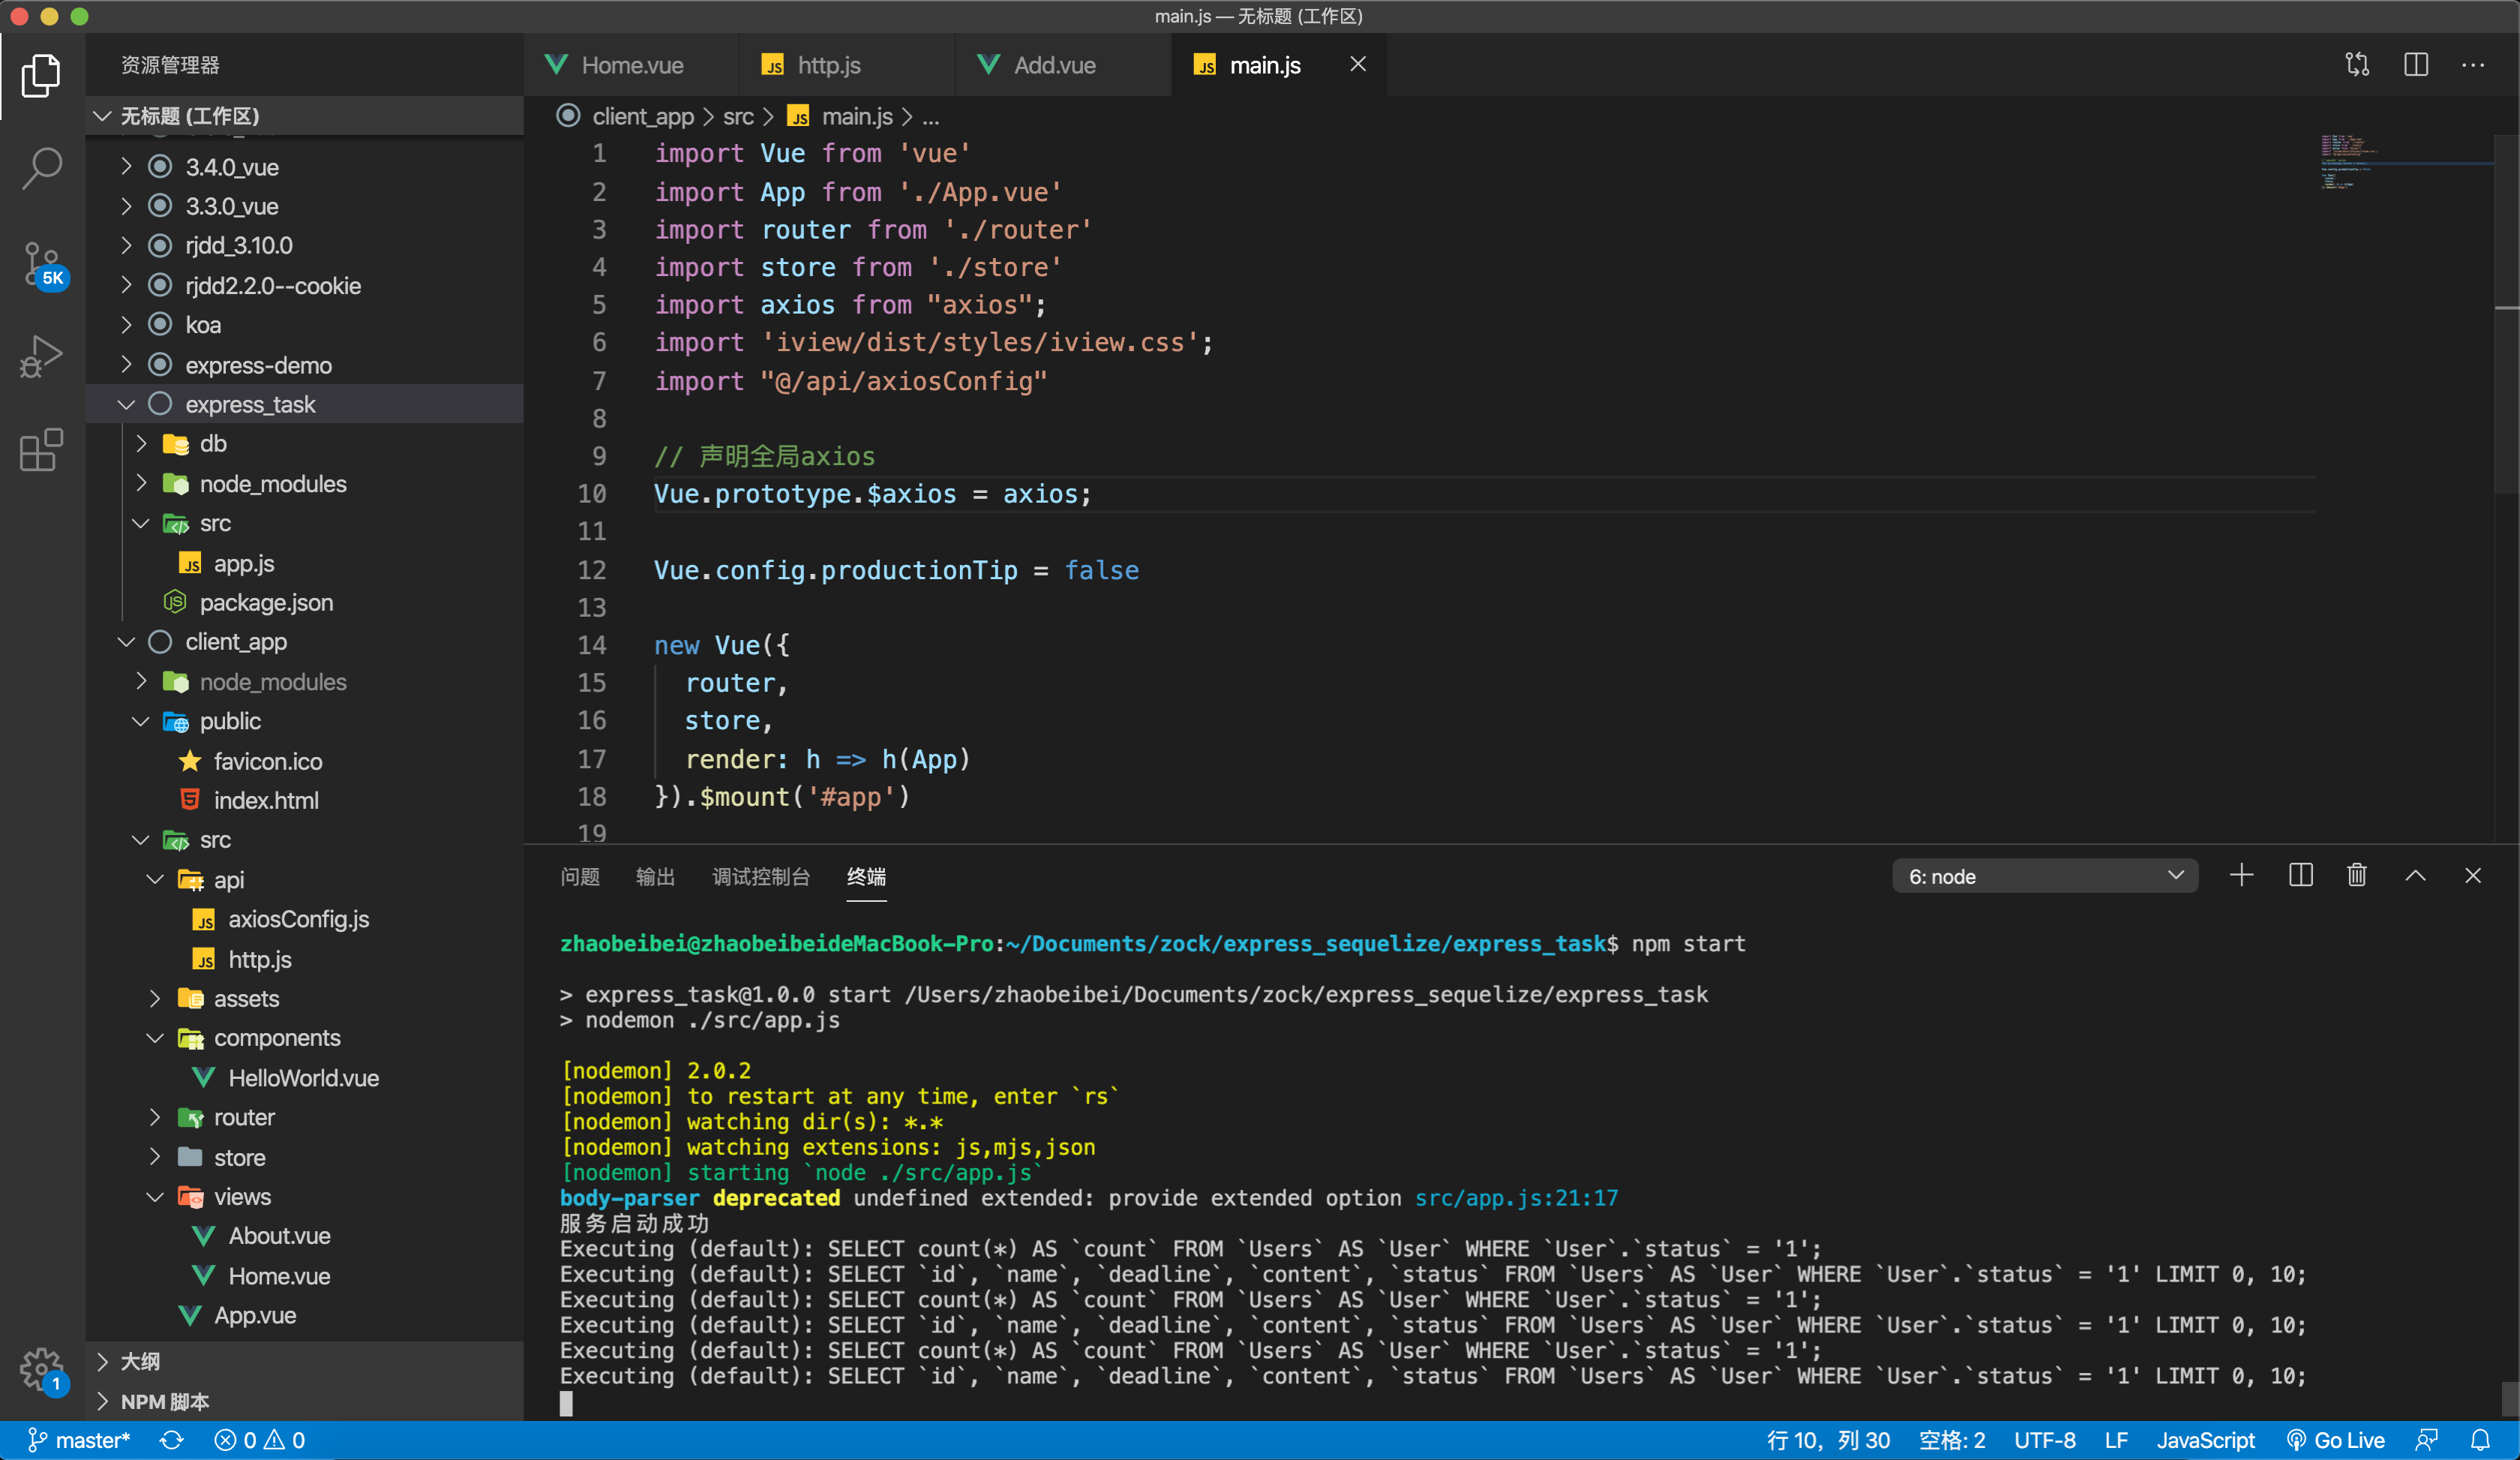 main.js — 无标题 (工作区)
资源管理器
无标题 (工作区)
3.4.0_vue
3.3.0_vue
rjdd_3.10.0
rjdd2.2.0--cookie
koa
express-demo
express_task
db
node_modules
src
app.js
package.json
client_app
node_modules
public
favicon.ico
index.html
src
api
axiosConfig.js
http.js
assets
components
HelloWorld.vue
router
store
views
About.vue
Home.vue
App.vue
大纲
NPM 脚本
5K
1
Home.vue
http.js
Add.vue
main.js
client_app > src > main.js > ...
1 import Vue from 'vue'
2 import App from './App.vue'
3 import router from './router'
4 import store from './store'
5 import axios from "axios";
6 import 'iview/dist/styles/iview.css';
7 import "@/api/axiosConfig"
8
9 // 声明全局axios
10 Vue.prototype.$axios = axios;
11
12 Vue.config.productionTip = false
13
14 new Vue({
15 router,
16 store,
17 render: h => h(App)
18 }).$mount('#app')
19
问题 输出 调试控制台 终端
6: node
zhaobeibei@zhaobeibeideMacBook-Pro:~/Documents/zock/express_sequelize/express_task$ npm start
> express_task@1.0.0 start /Users/zhaobeibei/Documents/zock/express_sequelize/express_task
> nodemon ./src/app.js
[nodemon] 2.0.2
[nodemon] to restart at any time, enter `rs`
[nodemon] watching dir(s): *.*
[nodemon] watching extensions: js,mjs,json
[nodemon] starting `node ./src/app.js`
body-parser deprecated undefined extended: provide extended option src/app.js:21:17
服务启动成功
Executing (default): SELECT count(*) AS `count` FROM `Users` AS `User` WHERE `User`.`status` = '1';
Executing (default): SELECT `id`, `name`, `deadline`, `content`, `status` FROM `Users` AS `User` WHERE `User`.`status` = '1' LIMIT 0, 10;
Executing (default): SELECT count(*) AS `count` FROM `Users` AS `User` WHERE `User`.`status` = '1';
Executing (default): SELECT `id`, `name`, `deadline`, `content`, `status` FROM `Users` AS `User` WHERE `User`.`status` = '1' LIMIT 0, 10;
Executing (default): SELECT count(*) AS `count` FROM `Users` AS `User` WHERE `User`.`status` = '1';
Executing (default): SELECT `id`, `name`, `deadline`, `content`, `status` FROM `Users` AS `User` WHERE `User`.`status` = '1' LIMIT 0, 10;
master* 0 0 行 10，列 30 空格: 2 UTF-8 LF JavaScript Go Live